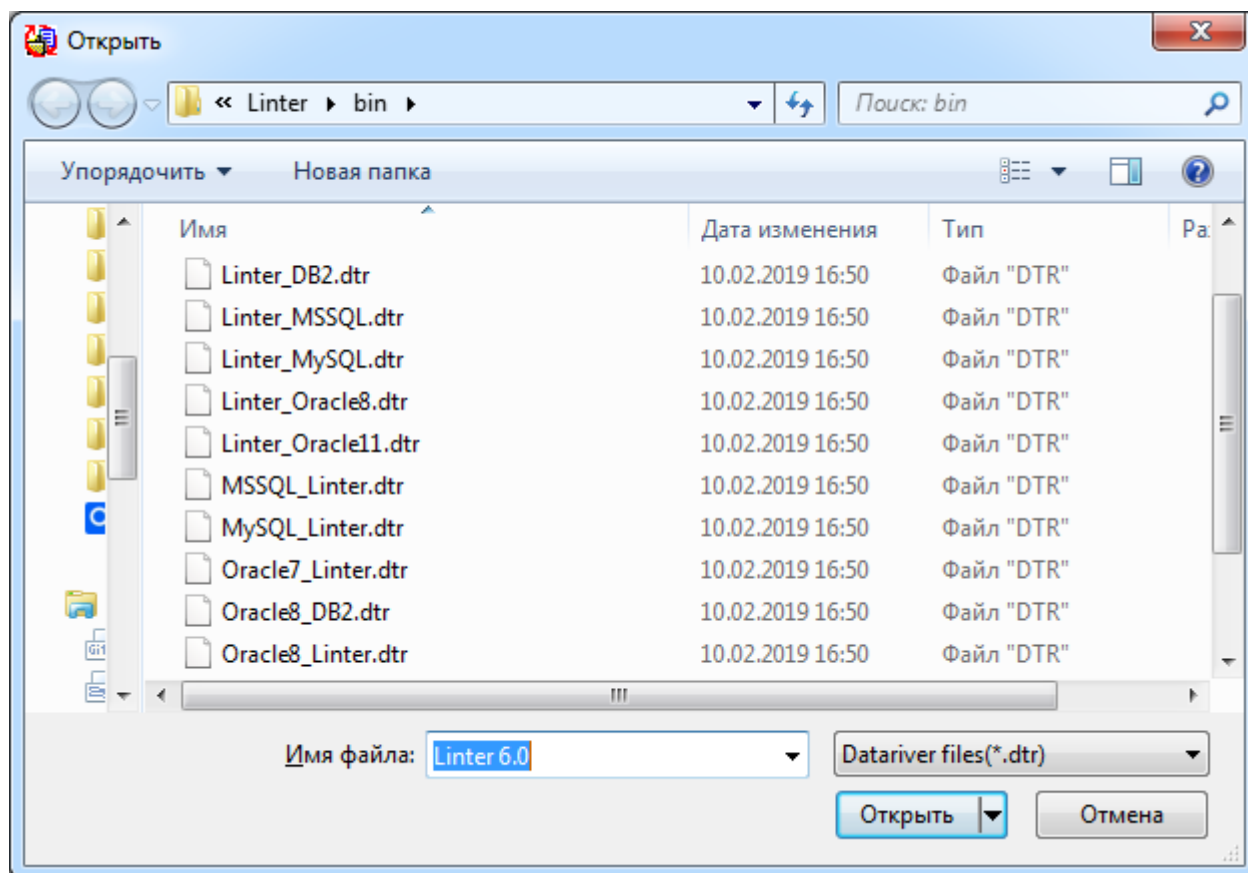 Открыть
« Linter ▸ bin ▸
Поиск: bin
Упорядочить ▾ Новая папка
Имя Дата изменения Тип Ра
Linter_DB2.dtr 10.02.2019 16:50 Файл "DTR"
Linter_MSSQL.dtr 10.02.2019 16:50 Файл "DTR"
Linter_MySQL.dtr 10.02.2019 16:50 Файл "DTR"
Linter_Oracle8.dtr 10.02.2019 16:50 Файл "DTR"
Linter_Oracle11.dtr 10.02.2019 16:50 Файл "DTR"
MSSQL_Linter.dtr 10.02.2019 16:50 Файл "DTR"
MySQL_Linter.dtr 10.02.2019 16:50 Файл "DTR"
Oracle7_Linter.dtr 10.02.2019 16:50 Файл "DTR"
Oracle8_DB2.dtr 10.02.2019 16:50 Файл "DTR"
Oracle8_Linter.dtr 10.02.2019 16:50 Файл "DTR"
Имя файла: Linter 6.0 Datariver files(*.dtr)
Открыть Отмена